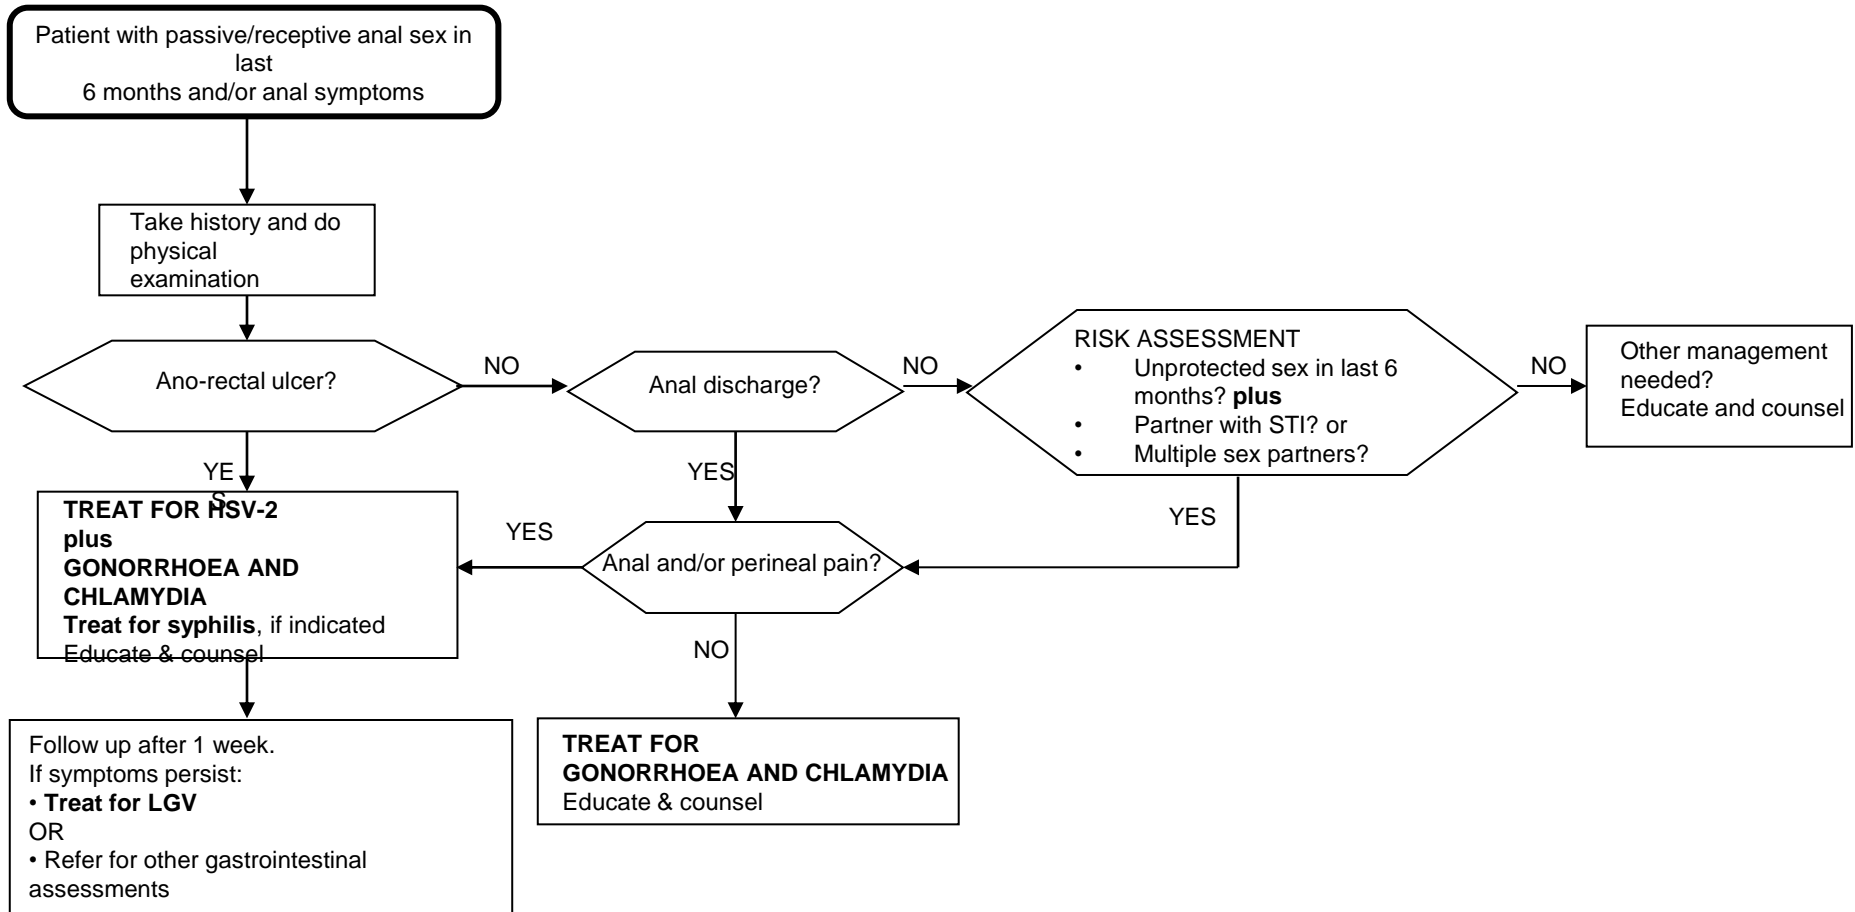 Patient with passive/receptive anal sex in
last
6 months and/or anal symptoms
Take history and do
physical
examination
Ano-rectal ulcer?
NO
Anal discharge?
NO
RISK ASSESSMENT
• Unprotected sex in last 6
months? plus
• Partner with STI? or
• Multiple sex partners?
NO
Other management
needed?
Educate and counsel
YE
S
YES
YES
TREAT FOR HSV-2
plus
GONORRHOEA AND
CHLAMYDIA
Treat for syphilis, if indicated
Educate & counsel
YES
Anal and/or perineal pain?
NO
Follow up after 1 week.
If symptoms persist:
• Treat for LGV
OR
• Refer for other gastrointestinal
assessments
TREAT FOR
GONORRHOEA AND CHLAMYDIA
Educate & counsel